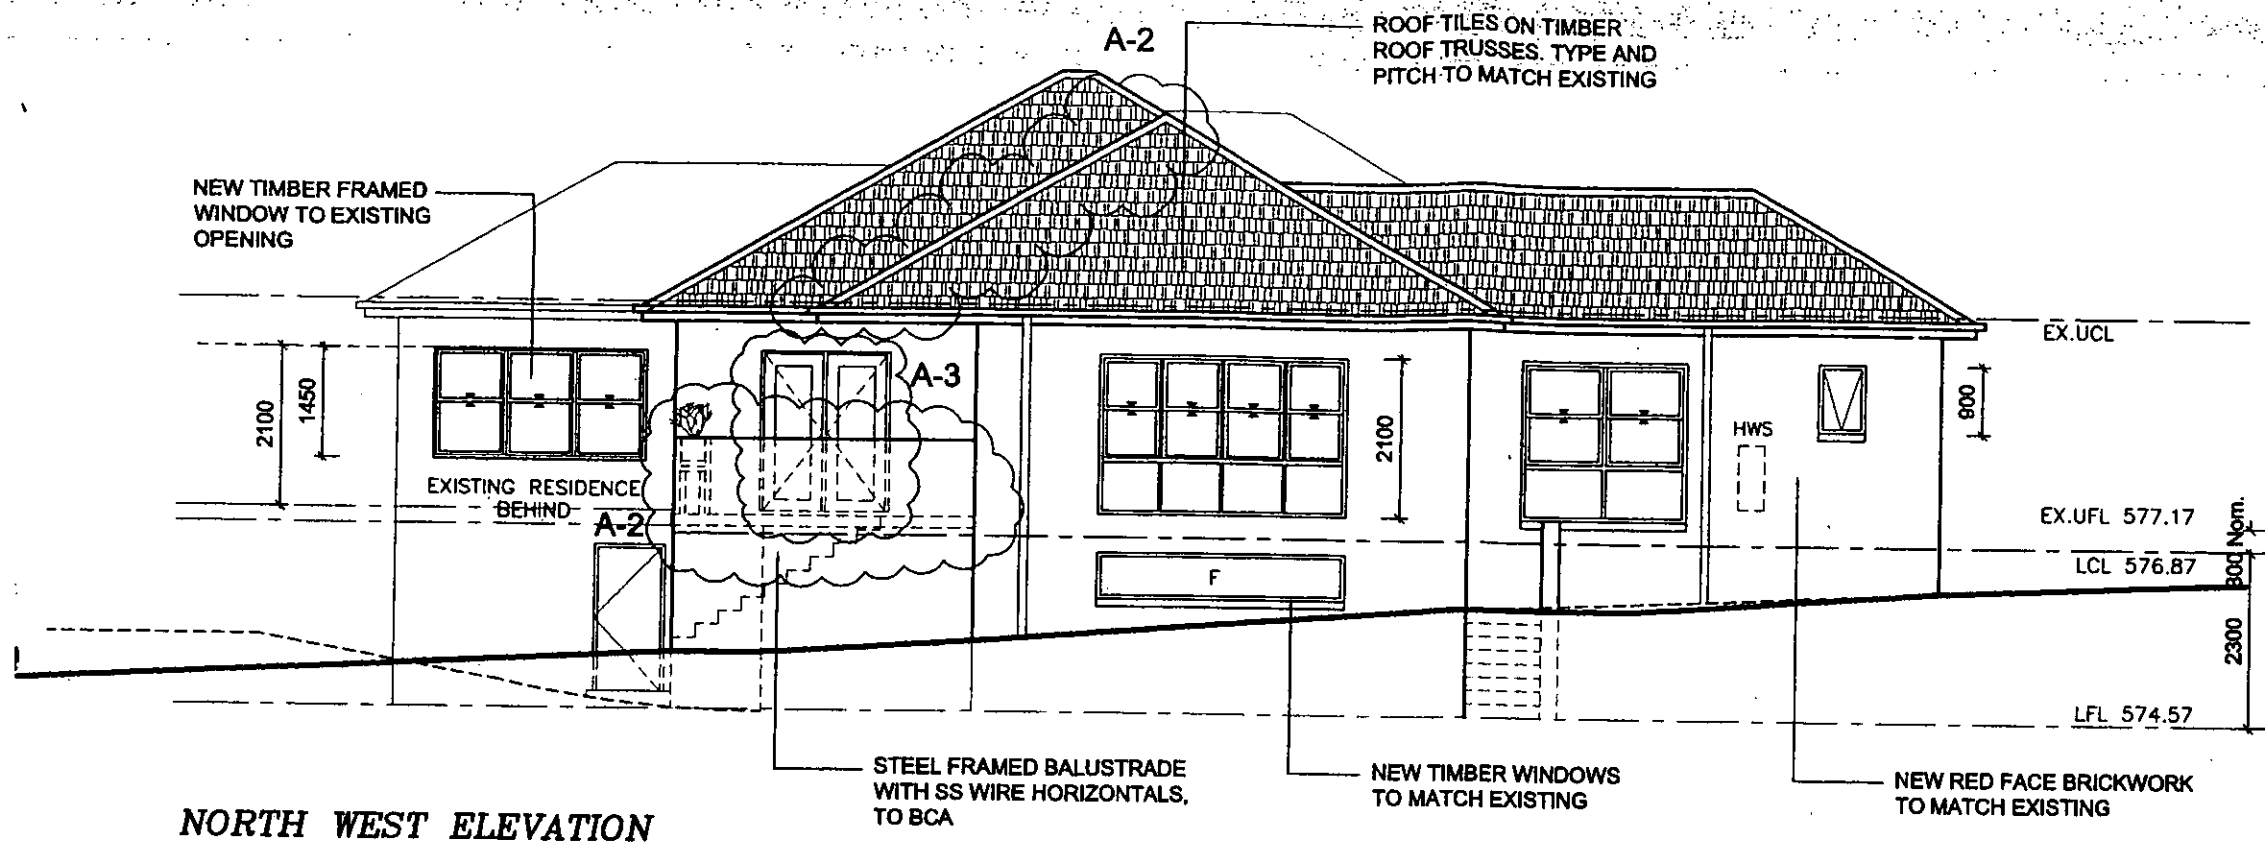 A-2
ROOF TILES ON TIMBER
ROOF TRUSSES. TYPE AND
PITCH TO MATCH EXISTING
NEW TIMBER FRAMED
WINDOW TO EXISTING
OPENING
EX.UCL
A-3
2100
1450
2100
900
HWS
EXISTING RESIDENCE
BEHIND
A-2
EX.UFL 577.17
300 Nom.
LCL 576.87
F
2300
LFL 574.57
STEEL FRAMED BALUSTRADE
WITH SS WIRE HORIZONTALS,
TO BCA
NEW TIMBER WINDOWS
TO MATCH EXISTING
NEW RED FACE BRICKWORK
TO MATCH EXISTING
NORTH WEST ELEVATION